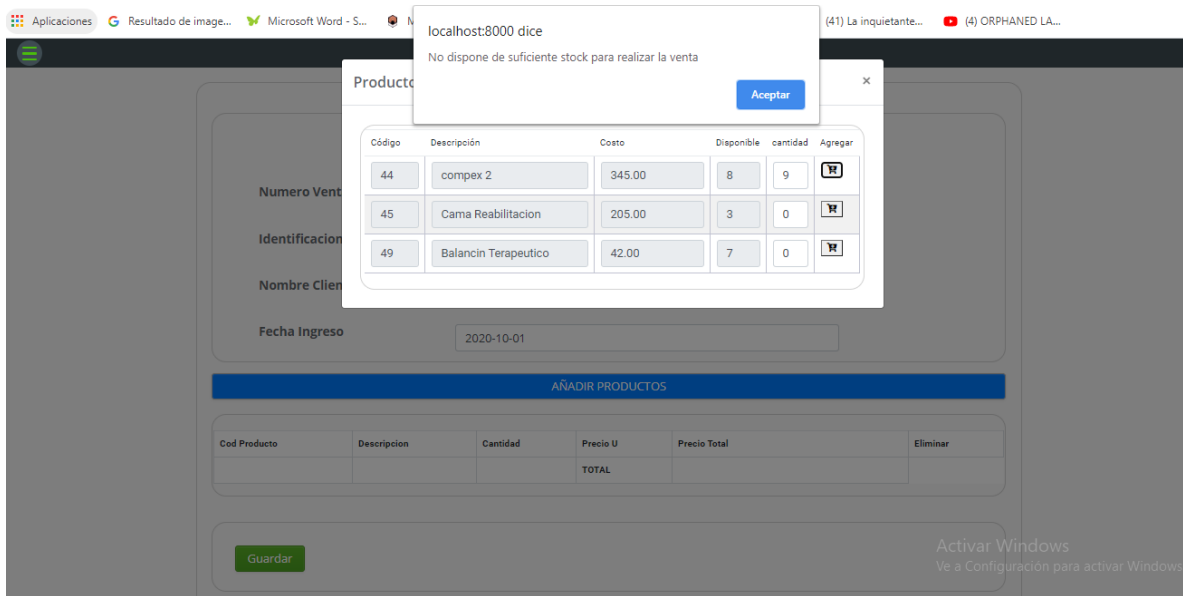 Aplicaciones Resultado de image... Microsoft Word - S... (41) La inquietante... (4) ORPHANED LA...
localhost:8000 dice
No dispone de suficiente stock para realizar la venta
Aceptar
Producto ×
Código Descripción Costo Disponible cantidad Agregar
44 compex 2 345.00 8 9
45 Cama Reabilitacion 205.00 3 0
49 Balancin Terapeutico 42.00 7 0
Numero Vent
Identificacion
Nombre Clien
Fecha Ingreso 2020-10-01
AÑADIR PRODUCTOS
Cod Producto Descripcion Cantidad Precio U Precio Total Eliminar
TOTAL
Guardar
Activar Windows
Ve a Configuración para activar Windows